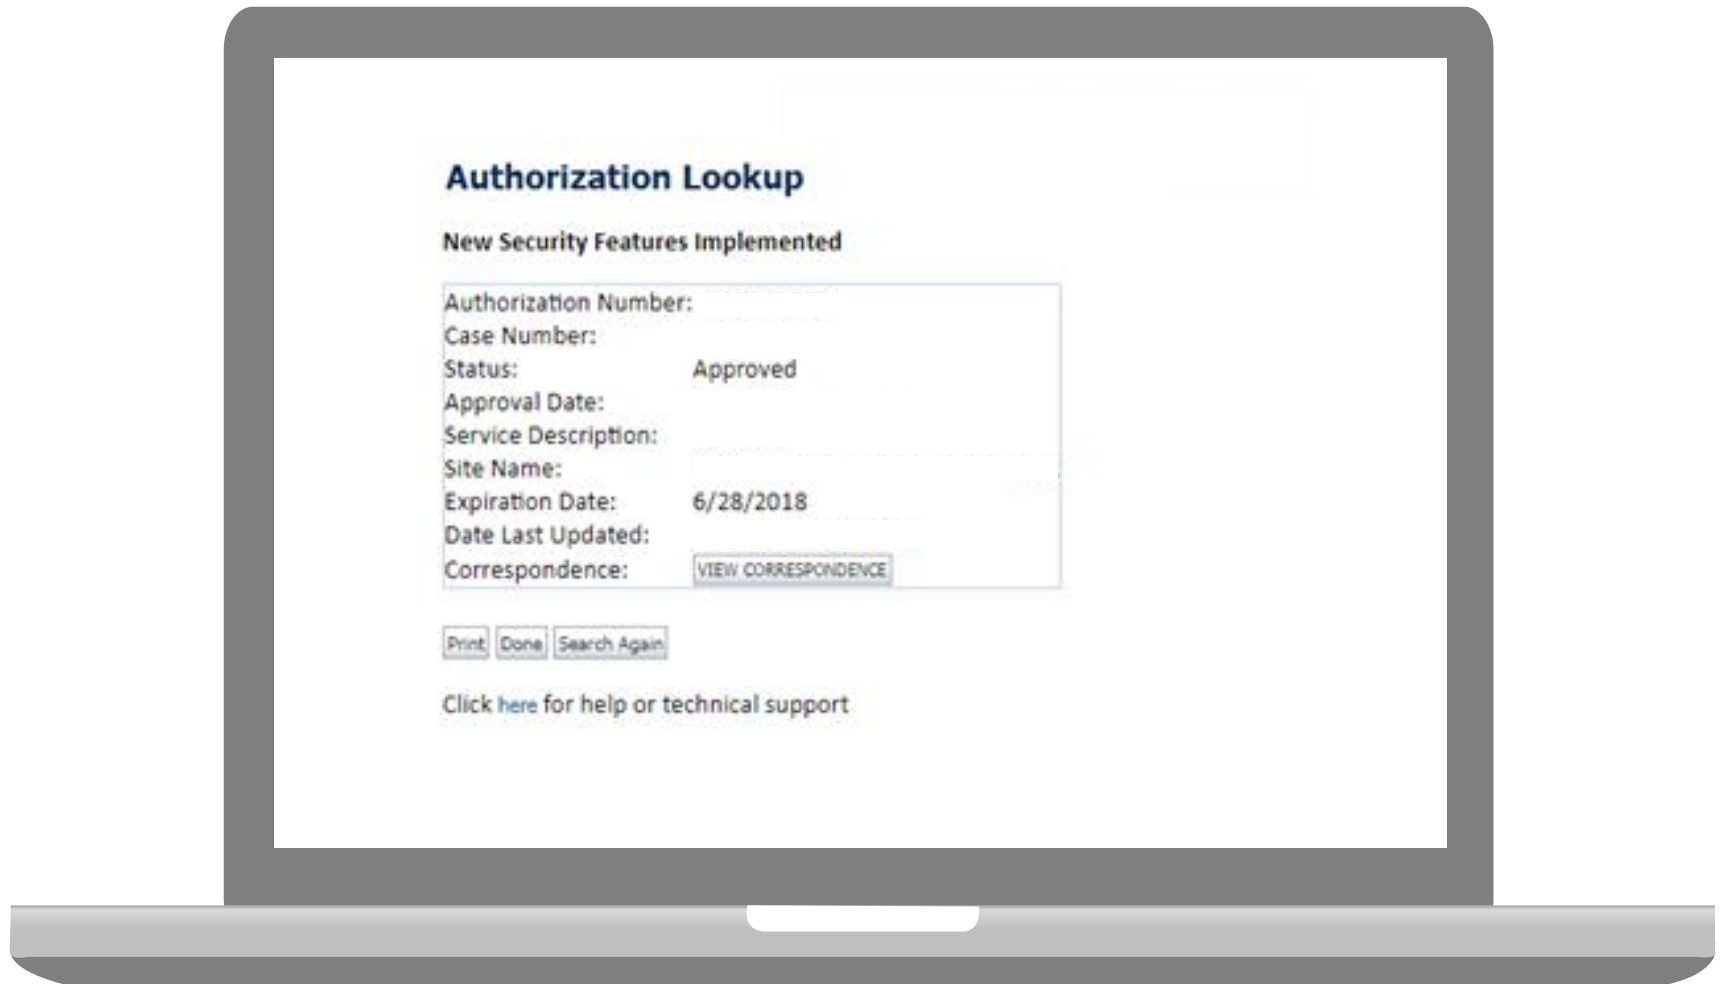 Authorization Lookup
New Security Features Implemented
Authorization Number:
Case Number:
Status: Approved
Approval Date:
Service Description:
Site Name:
Expiration Date: 6/28/2018
Date Last Updated:
Correspondence: VIEW CORRESPONDENCE
Print Done Search Again
Click here for help or technical support